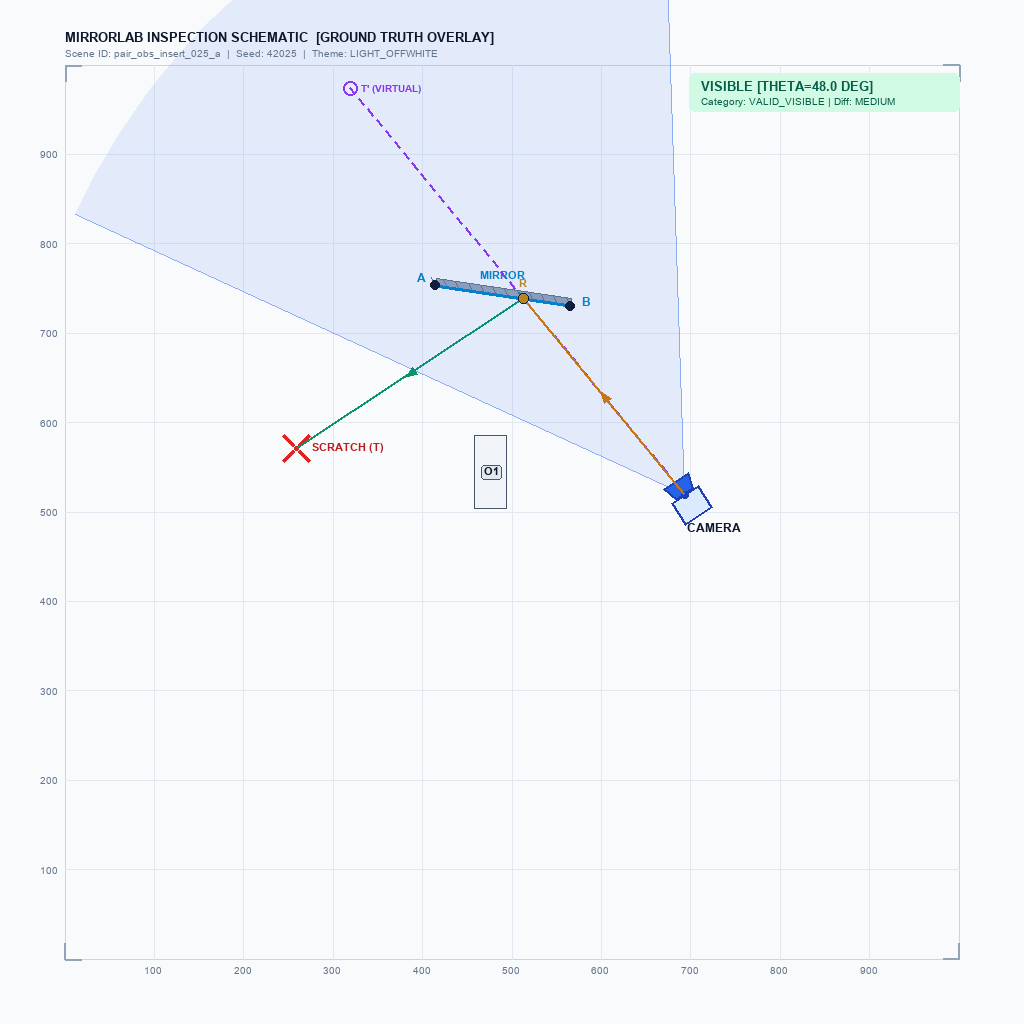 MIRRORLAB INSPECTION SCHEMATIC [GROUND TRUTH OVERLAY]
Scene ID: pair_obs_insert_025_a | Seed: 42025 | Theme: LIGHT_OFFWHITE
VISIBLE [THETA=48.0 DEG]
Category: VALID_VISIBLE | Diff: MEDIUM
T' (VIRTUAL)
900
800
MIRROR
A
R
B
700
600
SCRATCH (T)
O1
500
CAMERA
400
300
200
100
100 200 300 400 500 600 700 800 900